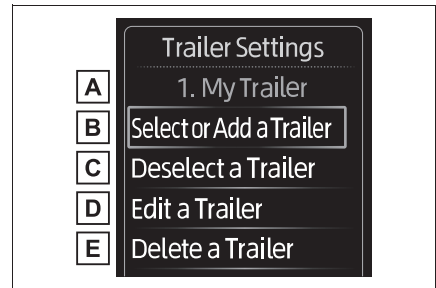 Trailer Settings
A 1. My Trailer
B Select or Add a Trailer
C Deselect a Trailer
D Edit a Trailer
E Delete a Trailer